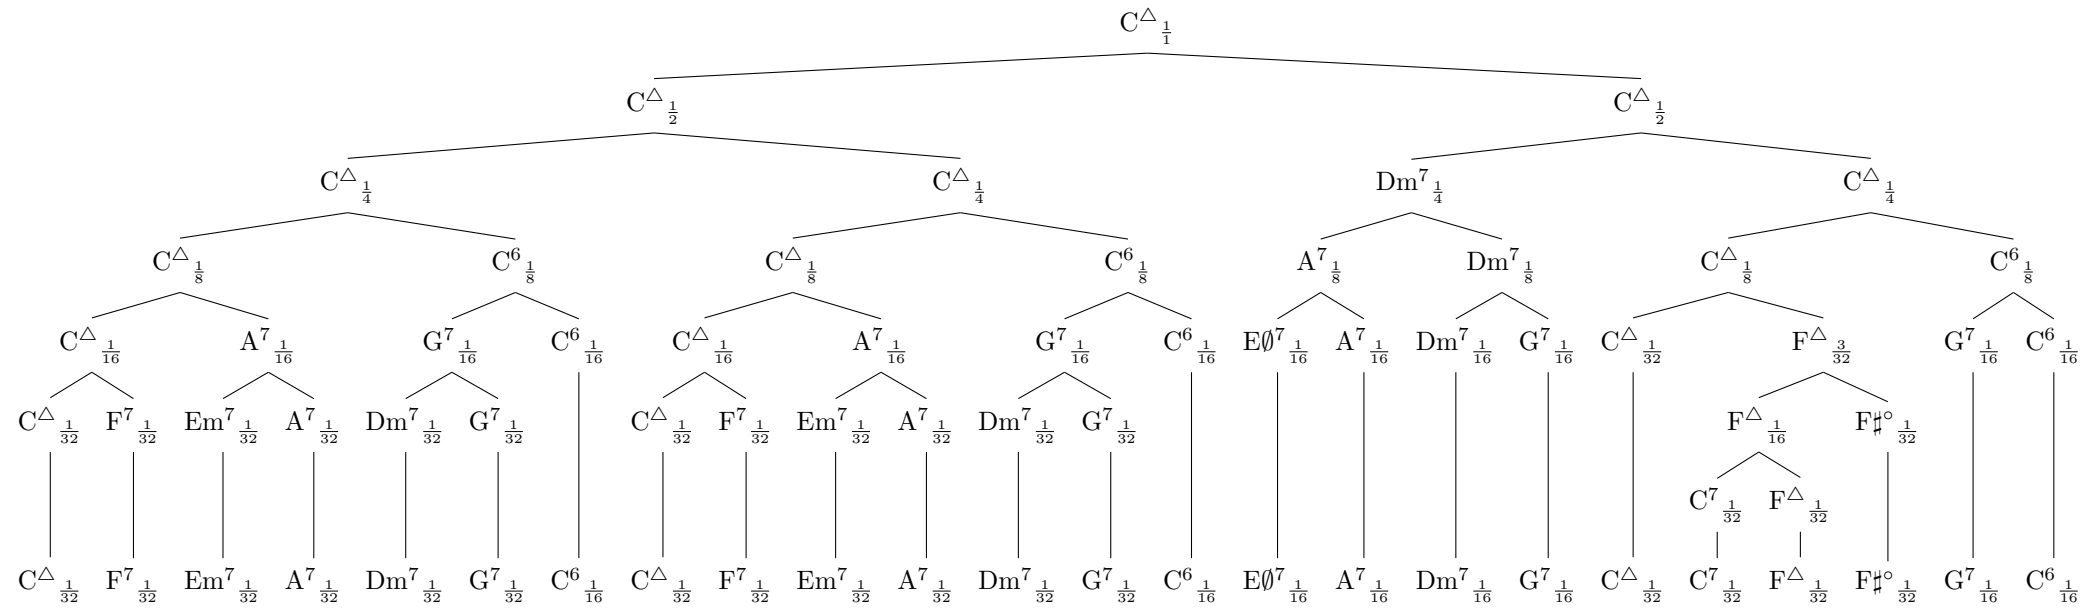 C△ 1/1
C△ 1/2 C△ 1/2
C△ 1/4 C△ 1/4 Dm⁷ 1/4 C△ 1/4
C△ 1/8 C⁶ 1/8 C△ 1/8 C⁶ 1/8 A⁷ 1/8 Dm⁷ 1/8 C△ 1/8 C⁶ 1/8
C△ 1/16 A⁷ 1/16 G⁷ 1/16 C⁶ 1/16 C△ 1/16 A⁷ 1/16 G⁷ 1/16 C⁶ 1/16 E∅⁷ 1/16 A⁷ 1/16 Dm⁷ 1/16 G⁷ 1/16 C△ 1/32 F△ 3/32 G⁷ 1/16 C⁶ 1/16
C△ 1/32 F⁷ 1/32 Em⁷ 1/32 A⁷ 1/32 Dm⁷ 1/32 G⁷ 1/32 C△ 1/32 F⁷ 1/32 Em⁷ 1/32 A⁷ 1/32 Dm⁷ 1/32 G⁷ 1/32 F△ 1/16 F♯° 1/32
C⁷ 1/32 F△ 1/32
C△ 1/32 F⁷ 1/32 Em⁷ 1/32 A⁷ 1/32 Dm⁷ 1/32 G⁷ 1/32 C⁶ 1/16 C△ 1/32 F⁷ 1/32 Em⁷ 1/32 A⁷ 1/32 Dm⁷ 1/32 G⁷ 1/32 C⁶ 1/16 E∅⁷ 1/16 A⁷ 1/16 Dm⁷ 1/16 G⁷ 1/16 C△ 1/32 C⁷ 1/32 F△ 1/32 F♯° 1/32 G⁷ 1/16 C⁶ 1/16